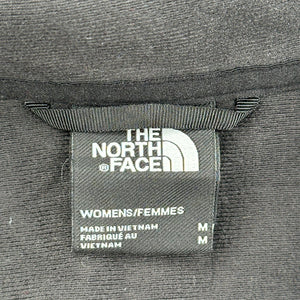 THE
NORTH
® FACE
WOMENS/FEMMES
MADE IN VIETNAM M
FABRIQUÉ AU
VIETNAM M